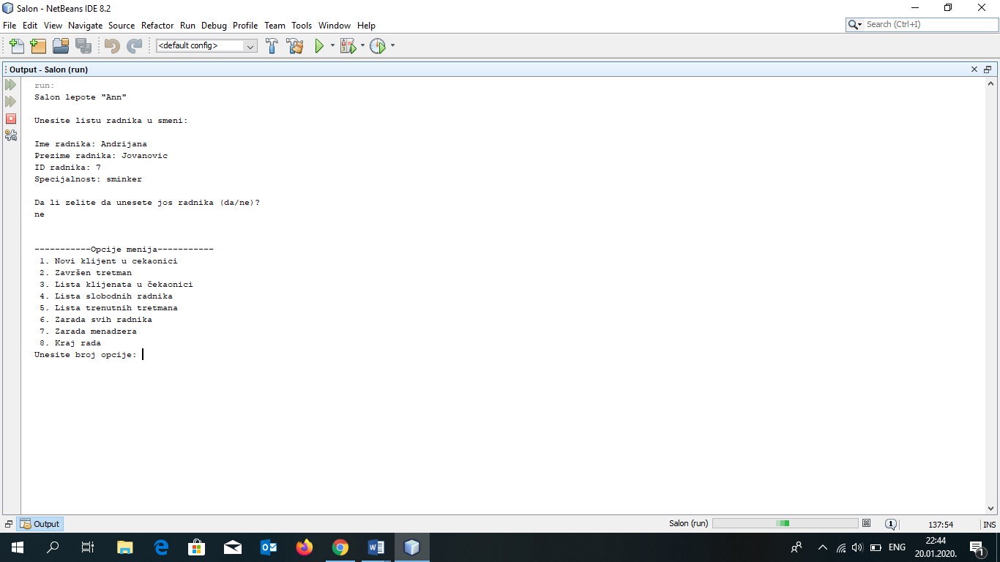 Salon - NetBeans IDE 8.2
File Edit View Navigate Source Refactor Run Debug Profile Team Tools Window Help
Search (Ctrl+I)
<default config>
Output - Salon (run)
run:
Salon lepote "Ann"
Unesite listu radnika u smeni:
Ime radnika: Andrijana
Prezime radnika: Jovanovic
ID radnika: 7
Specijalnost: sminker
Da li zelite da unesete jos radnika (da/ne)?
ne
-----------Opcije menija-----------
1. Novi klijent u cekaonici
2. Završen tretman
3. Lista klijenata u čekaonici
4. Lista slobodnih radnika
5. Lista trenutnih tretmana
6. Zarada svih radnika
7. Zarada menadzera
8. Kraj rada
Unesite broj opcije:
Output
Salon (run)
1
137:54
INS
ENG
22:44
20.01.2020.
1